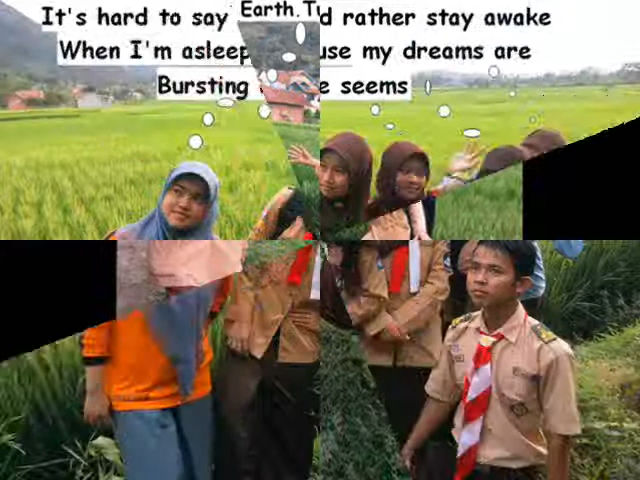 It's hard to say Earth.T d rather stay awake
When I'm asleep use my dreams are
Bursting e seems